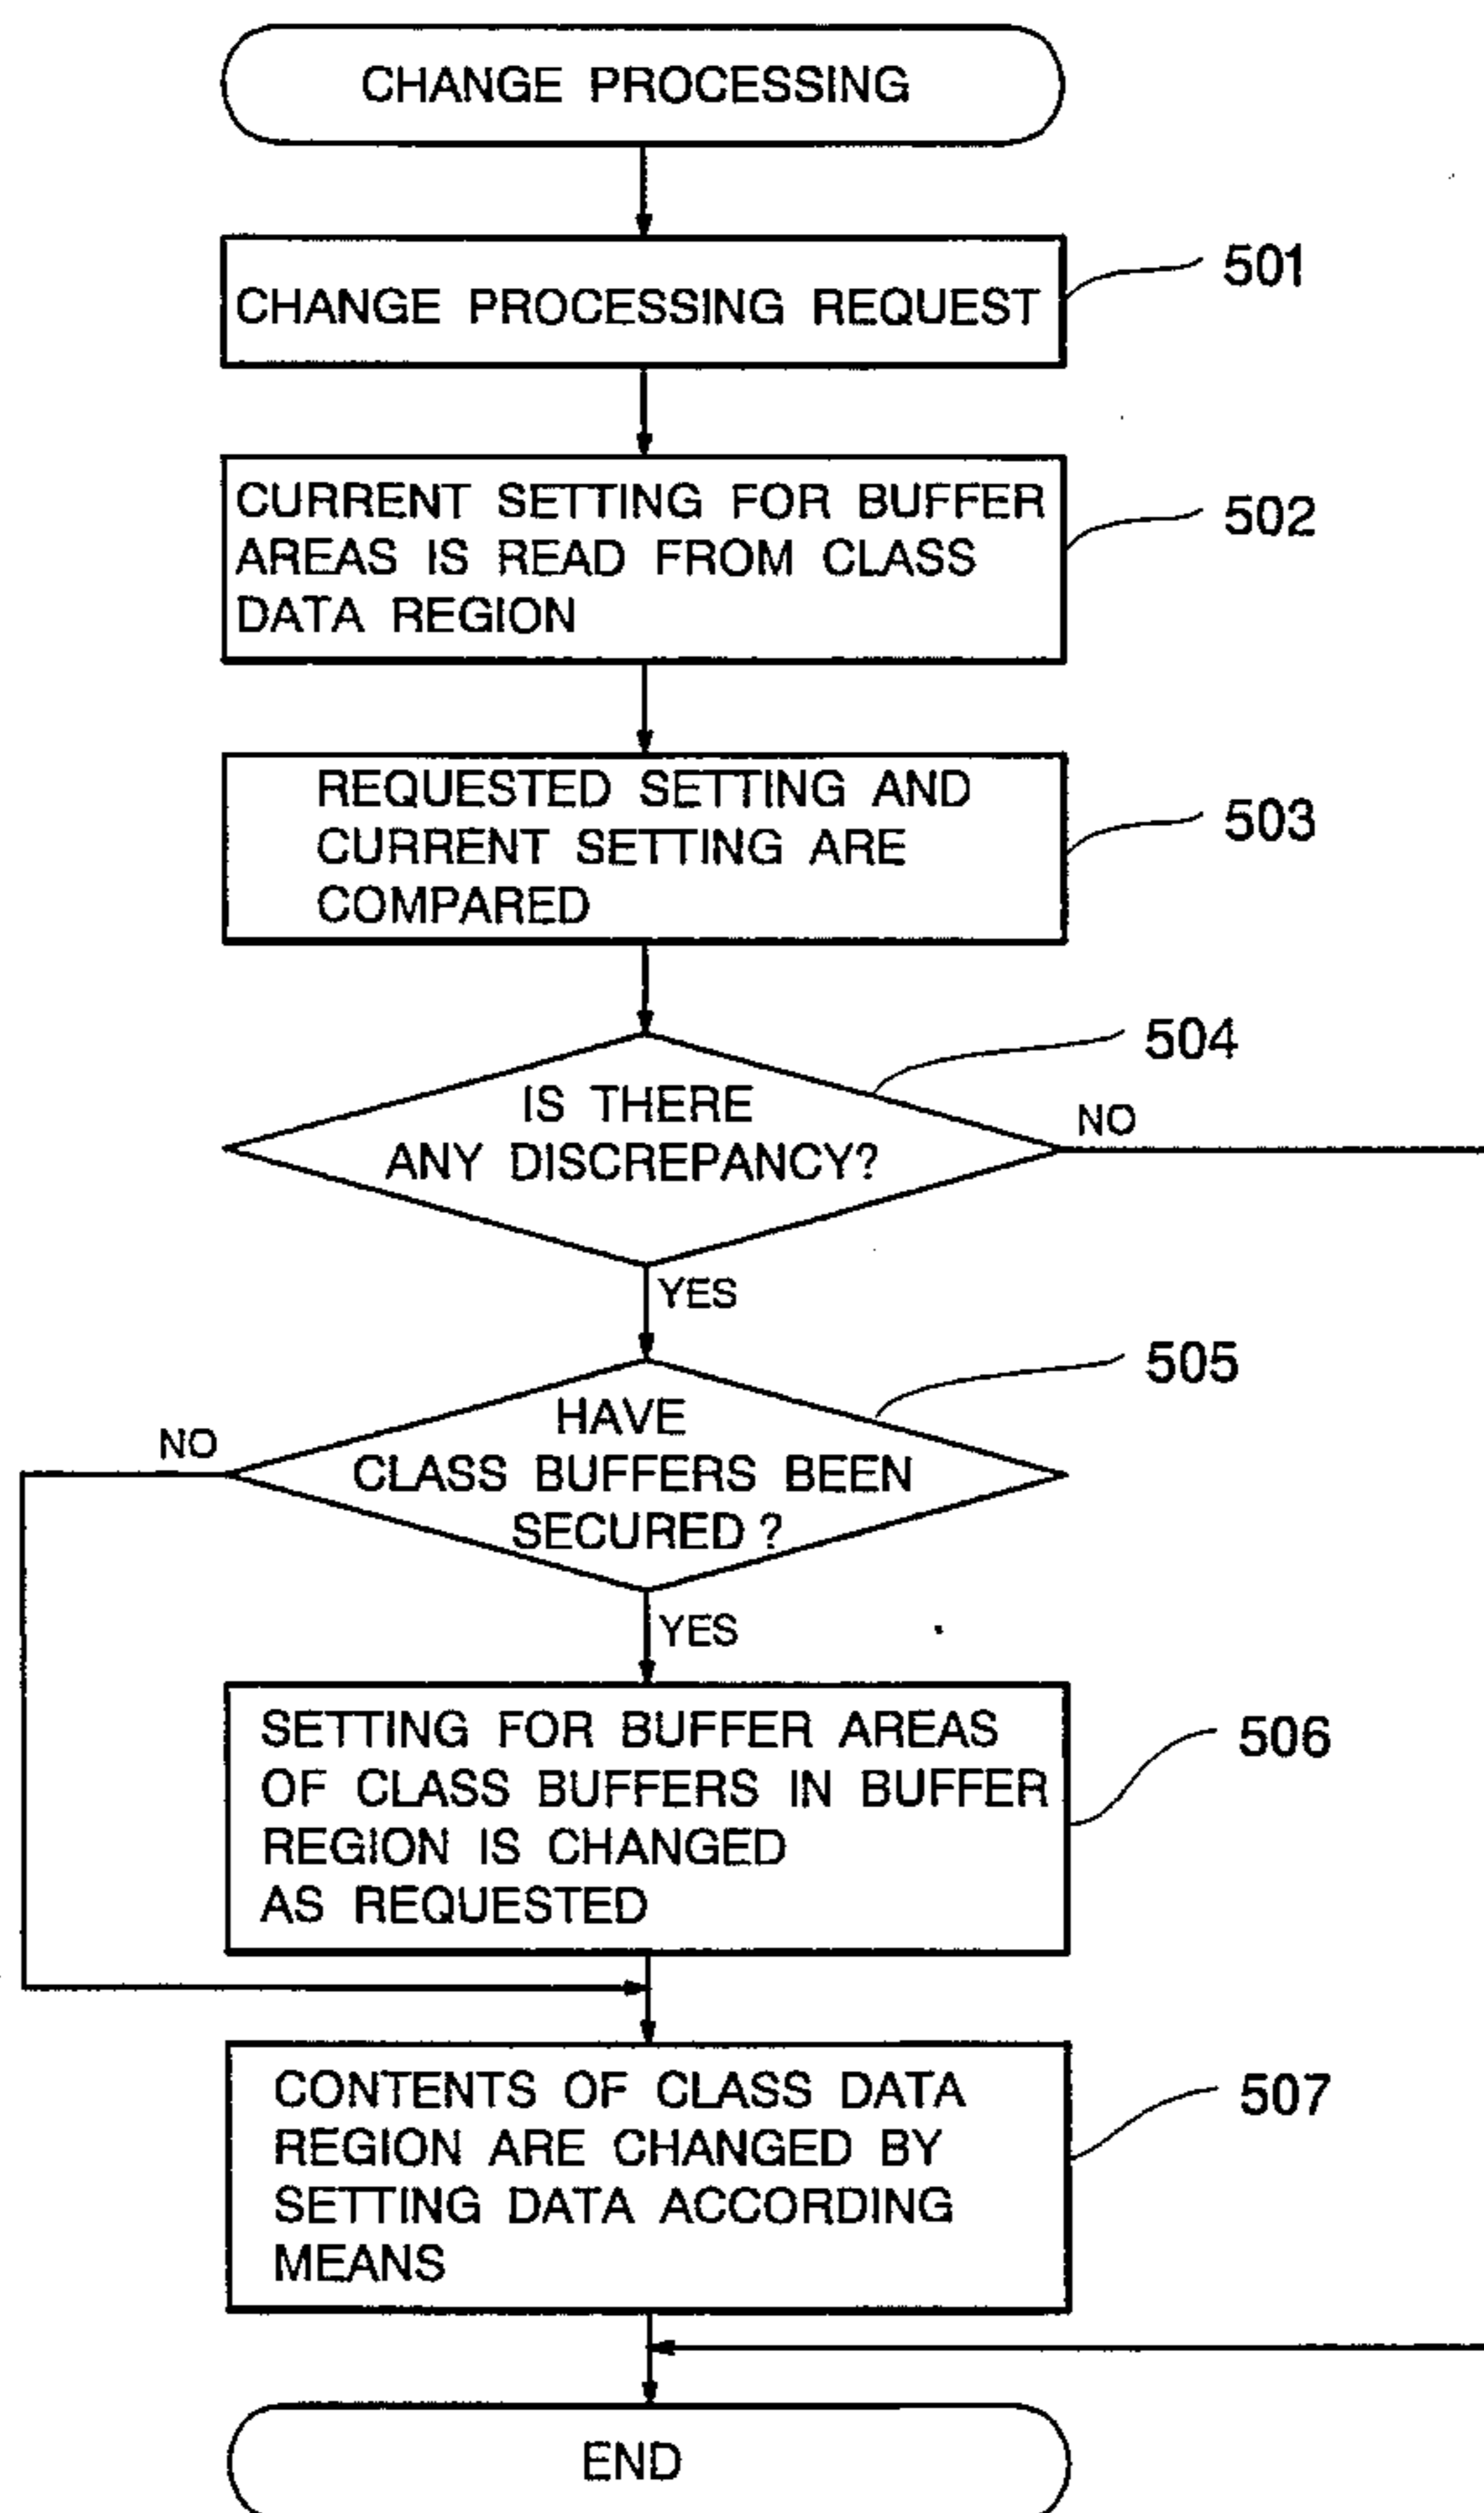 CHANGE PROCESSING
CHANGE PROCESSING REQUEST
501
CURRENT SETTING FOR BUFFER
AREAS IS READ FROM CLASS
DATA REGION
502
REQUESTED SETTING AND
CURRENT SETTING ARE
COMPARED
503
504
IS THERE
ANY DISCREPANCY?
NO
YES
505
HAVE
CLASS BUFFERS BEEN
SECURED ?
NO
YES
SETTING FOR BUFFER AREAS
OF CLASS BUFFERS IN BUFFER
REGION IS CHANGED
AS REQUESTED
506
CONTENTS OF CLASS DATA
REGION ARE CHANGED BY
SETTING DATA ACCORDING
MEANS
507
END